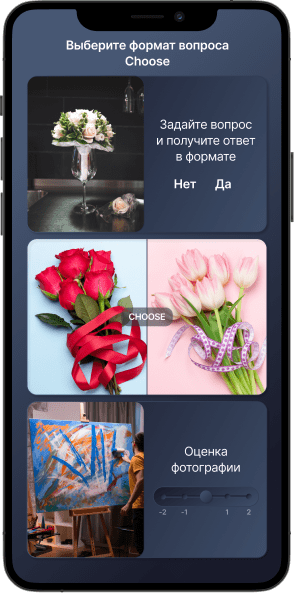 Выберите формат вопроса
Choose
Задайте вопрос
и получите ответ
в формате
Нет Да
CHOOSE
Оценка
фотографии
-2 -1 1 2